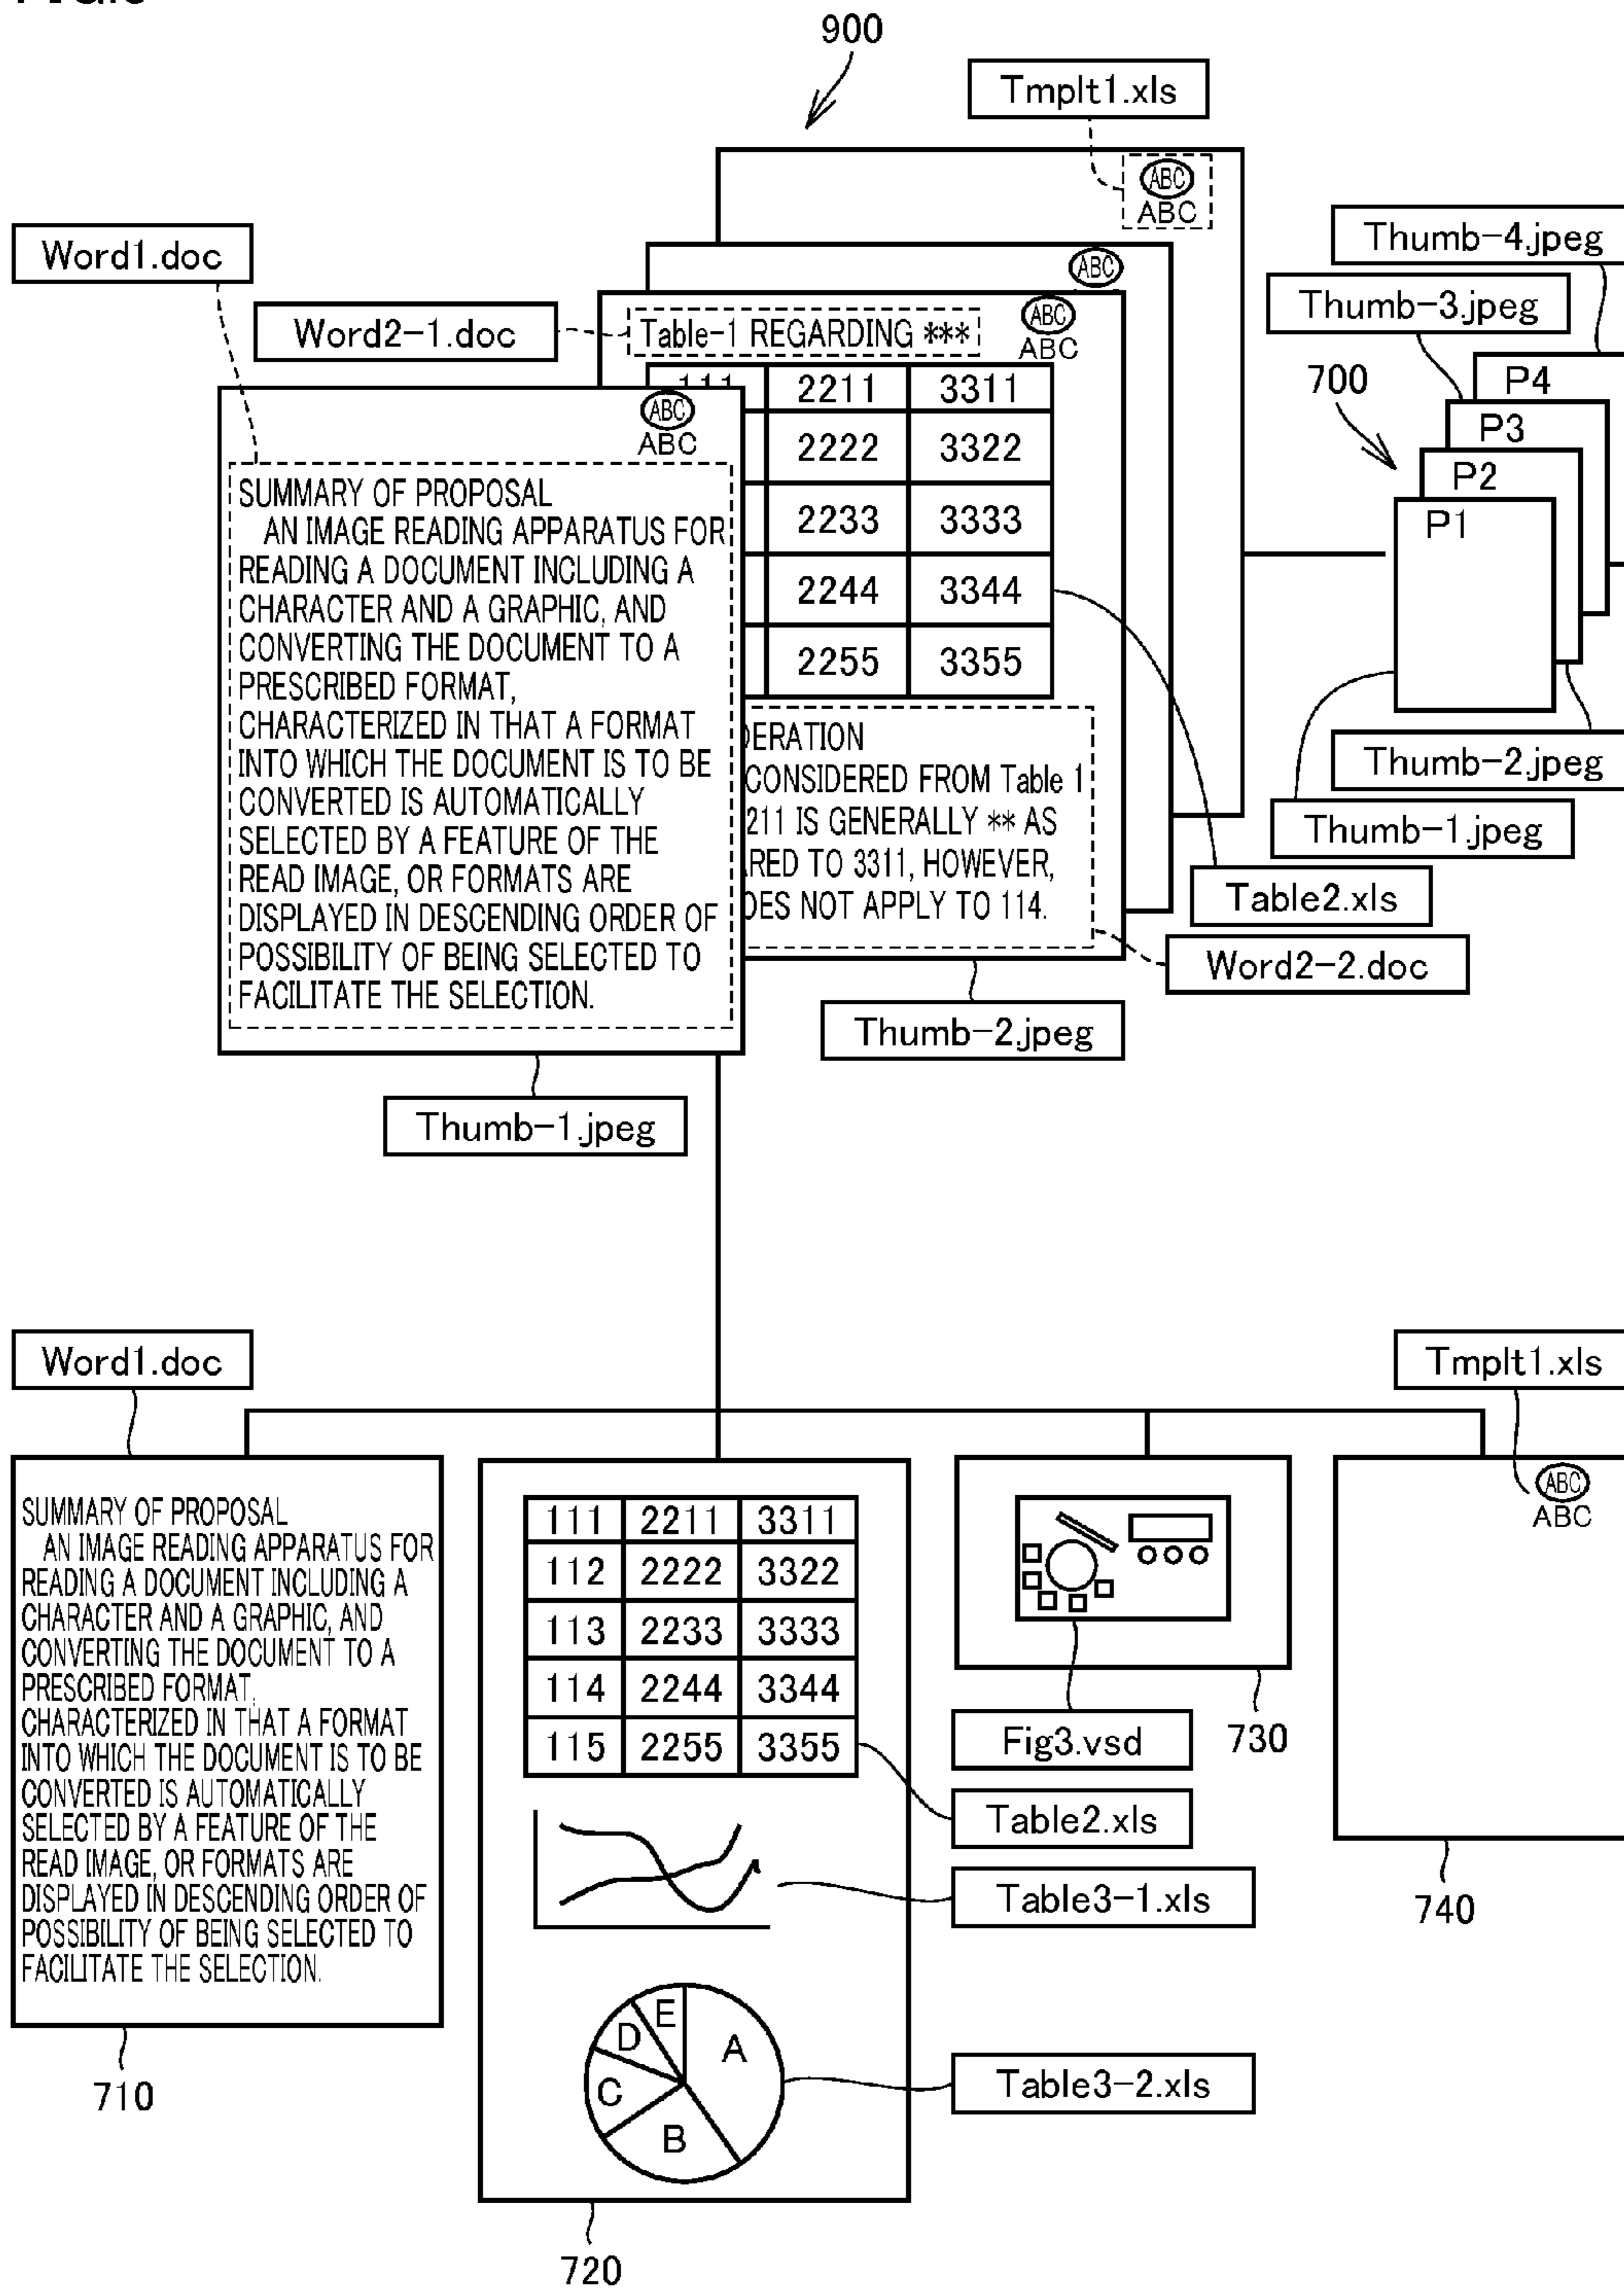 900
Tmplt1.xls
ABC
ABC
Word1.doc
Thumb-4.jpeg
ABC
Thumb-3.jpeg
Word2-1.doc
Table-1 REGARDING ***
ABC
ABC
700
P4
P3
P2
P1
111 2211 3311
2222 3322
2233 3333
2244 3344
2255 3355
ABC
ABC
SUMMARY OF PROPOSAL
AN IMAGE READING APPARATUS FOR
READING A DOCUMENT INCLUDING A
CHARACTER AND A GRAPHIC, AND
CONVERTING THE DOCUMENT TO A
PRESCRIBED FORMAT,
CHARACTERIZED IN THAT A FORMAT
INTO WHICH THE DOCUMENT IS TO BE
CONVERTED IS AUTOMATICALLY
SELECTED BY A FEATURE OF THE
READ IMAGE, OR FORMATS ARE
DISPLAYED IN DESCENDING ORDER OF
POSSIBILITY OF BEING SELECTED TO
FACILITATE THE SELECTION.
DERATION
CONSIDERED FROM Table 1
211 IS GENERALLY ** AS
RED TO 3311, HOWEVER,
OES NOT APPLY TO 114.
Thumb-2.jpeg
Thumb-1.jpeg
Table2.xls
Word2-2.doc
Thumb-2.jpeg
Thumb-1.jpeg
Word1.doc
Tmplt1.xls
SUMMARY OF PROPOSAL
AN IMAGE READING APPARATUS FOR
READING A DOCUMENT INCLUDING A
CHARACTER AND A GRAPHIC, AND
CONVERTING THE DOCUMENT TO A
PRESCRIBED FORMAT,
CHARACTERIZED IN THAT A FORMAT
INTO WHICH THE DOCUMENT IS TO BE
CONVERTED IS AUTOMATICALLY
SELECTED BY A FEATURE OF THE
READ IMAGE, OR FORMATS ARE
DISPLAYED IN DESCENDING ORDER OF
POSSIBILITY OF BEING SELECTED TO
FACILITATE THE SELECTION.
710
111 2211 3311
112 2222 3322
113 2233 3333
114 2244 3344
115 2255 3355
A
B
C
D
E
720
Fig3.vsd
730
Table2.xls
Table3-1.xls
Table3-2.xls
ABC
ABC
740